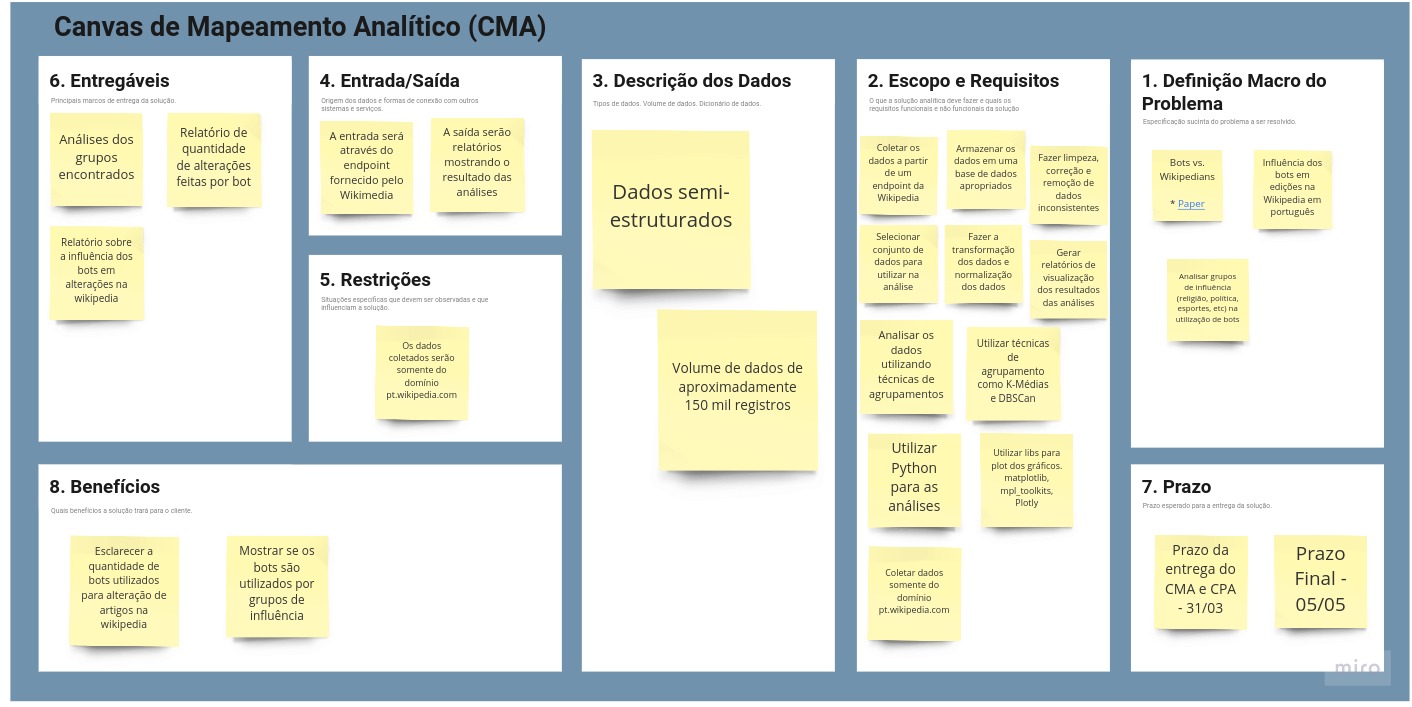 Canvas de Mapeamento Analítico (CMA)
6. Entregáveis
Principais marcos de entrega da solução.
Análises dos
grupos
encontrados
Relatório de
quantidade
de alterações
feitas por bot
Relatório sobre
a influência dos
bots em
alterações na
wikipedia
4. Entrada/Saída
Origem dos dados e formas de conexão com outros
sistemas e serviços.
A entrada será
através do
endpoint
fornecido pelo
Wikimedia
A saída serão
relatórios
mostrando o
resultado das
análises
5. Restrições
Situações específicas que devem ser observadas e que
influenciam a solução.
Os dados
coletados serão
somente do
domínio
pt.wikipedia.com
3. Descrição dos Dados
Tipos de dados. Volume de dados. Dicionário de dados.
Dados semi-
estruturados
Volume de dados de
aproximadamente
150 mil registros
2. Escopo e Requisitos
O que a solução analítica deve fazer e quais os
requisitos funcionais e não funcionais da solução
Coletar os
dados a partir
de um
endpoint da
Wikipedia
Armazenar os
dados em uma
base de dados
apropriados
Fazer limpeza,
correção e
remoção de
dados
inconsistentes
Selecionar
conjunto de
dados para
utilizar na
análise
Fazer a
transformação
dos dados e
normalização
dos dados
Gerar
relatórios de
visualização
dos resultados
das análises
Analisar os
dados
utilizando
técnicas de
agrupamentos
Utilizar técnicas
de
agrupamento
como K-Médias
e DBSCan
Utilizar
Python
para as
análises
Utilizar libs para
plot dos gráficos.
matplotlib,
mpl_toolkits,
Plotly
Coletar dados
somente do
domínio
pt.wikipedia.com
1. Definição Macro do
Problema
Especificação sucinta do problema a ser resolvido.
Bots vs.
Wikipedians
* Paper
Influência dos
bots em
edições na
Wikipedia em
português
Analisar grupos
de influência
(religião, política,
esportes, etc) na
utilização de bots
8. Benefícios
Quais benefícios a solução trará para o cliente.
Esclarecer a
quantidade de
bots utilizados
para alteração de
artigos na
wikipedia
Mostrar se os
bots são
utilizados por
grupos de
influência
7. Prazo
Prazo esperado para a entrega da solução.
Prazo da
entrega do
CMA e CPA
- 31/03
Prazo
Final -
05/05
miro